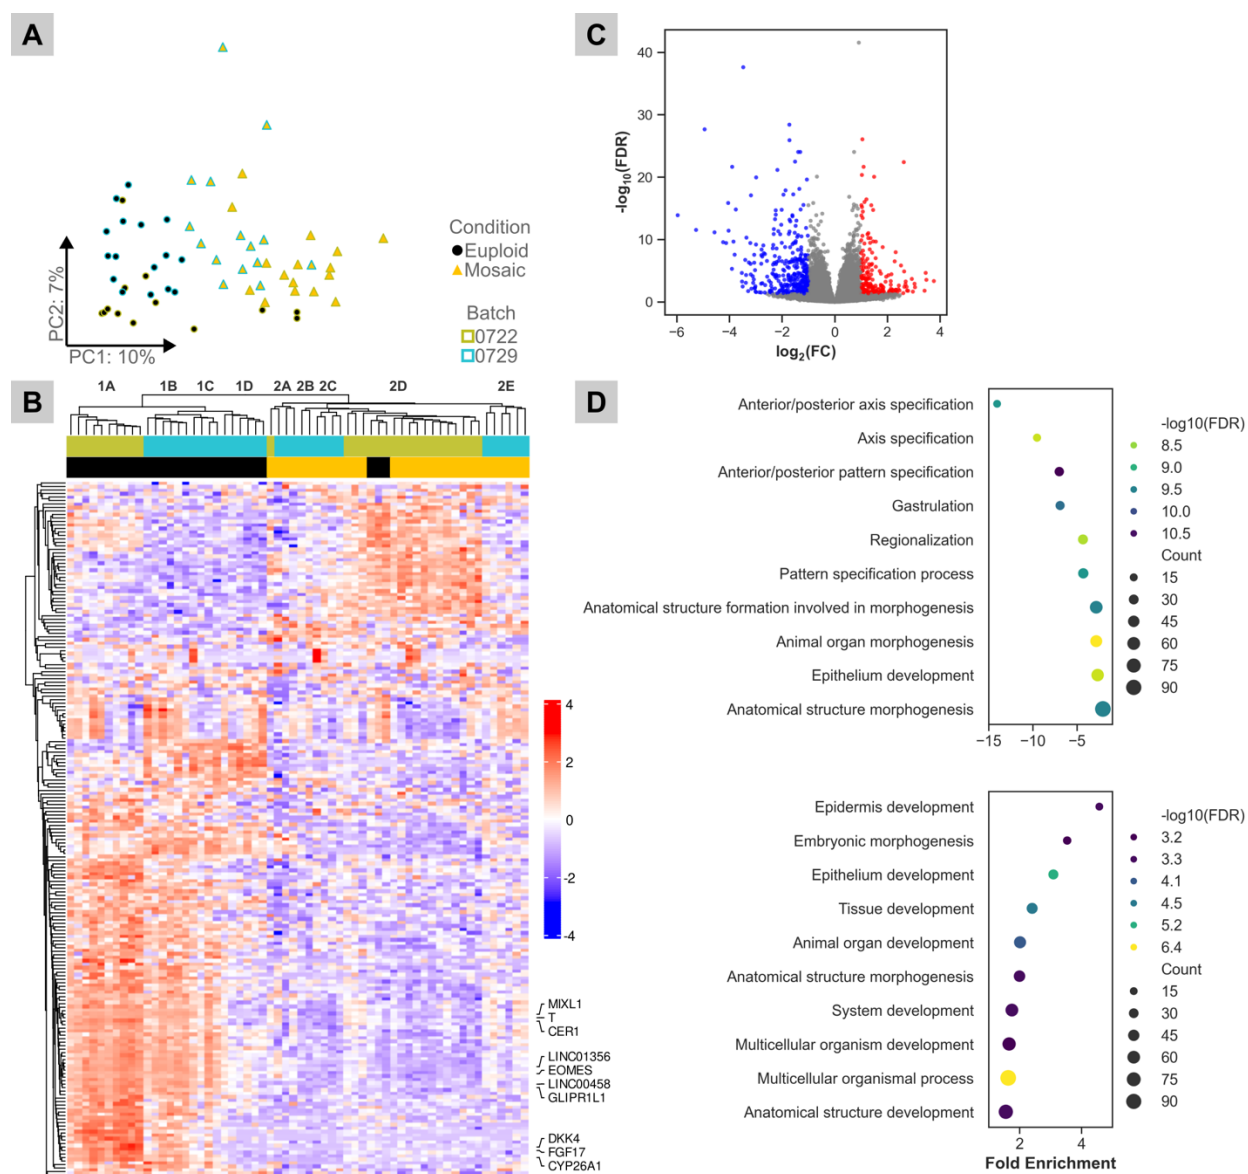 A
PC2: 7%
PC1: 10%
Condition
Euploid
Mosaic
Batch
0722
0729
C
40
30
20
10
0
-log10(FDR)
−6
−4
−2
0
2
4
log2(FC)
B
1A
1B
1C
1D
2A
2B
2C
2D
2E
4
2
0
-2
-4
MIXL1
T
CER1
LINC01356
EOMES
LINC00458
GLIPR1L1
DKK4
FGF17
CYP26A1
D
Anterior/posterior axis specification
Axis specification
Anterior/posterior pattern specification
Gastrulation
Regionalization
Pattern specification process
Anatomical structure formation involved in morphogenesis
Animal organ morphogenesis
Epithelium development
Anatomical structure morphogenesis
−15
−10
−5
-log10(FDR)
8.5
9.0
9.5
10.0
10.5
Count
15
30
45
60
75
90
Epidermis development
Embryonic morphogenesis
Epithelium development
Tissue development
Animal organ development
Anatomical structure morphogenesis
System development
Multicellular organism development
Multicellular organismal process
Anatomical structure development
2
4
Fold Enrichment
-log10(FDR)
3.2
3.3
4.1
4.5
5.2
6.4
Count
15
30
45
60
75
90